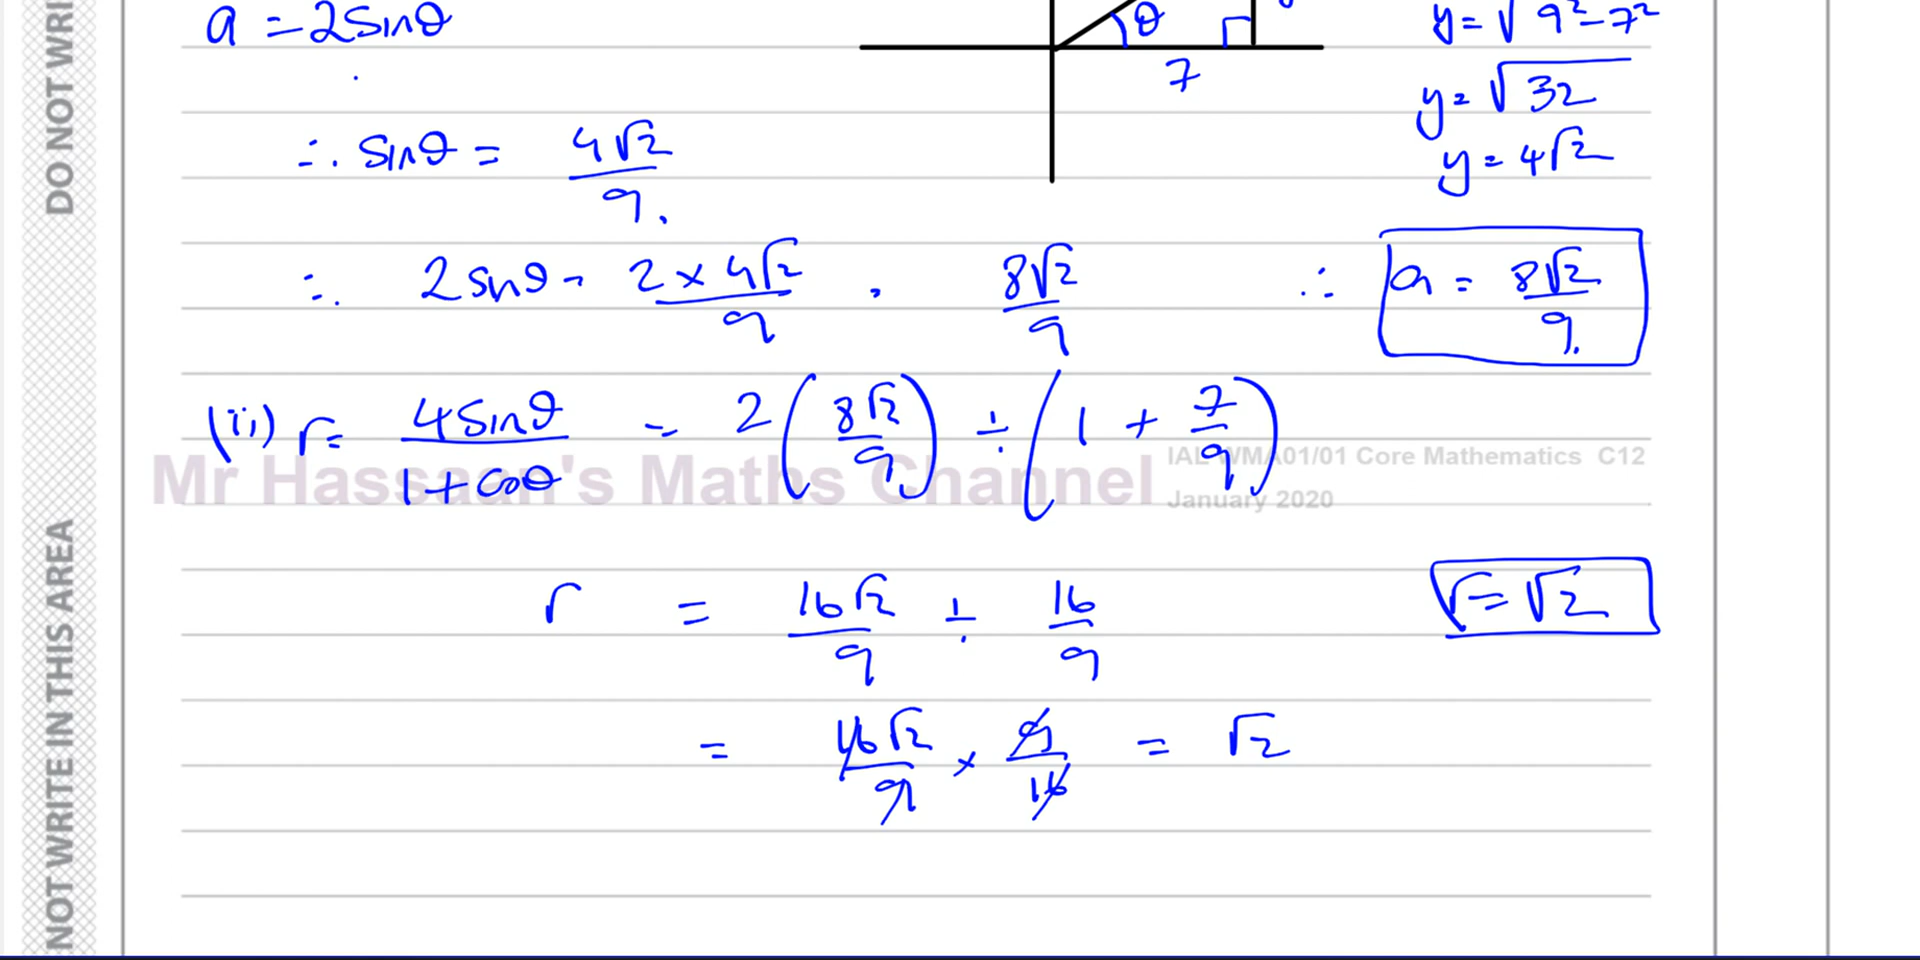 a = 2sinθ
θ
7
y = √9²-7²
y = √32
y = 4√2
∴ sinθ = 4√2/9.
∴ 2sinθ = 2 × 4√2/9 = 8√2/9 ∴ a = 8√2/9.
(ii) r = 4sinθ/1+cosθ = 2(8√2/9) ÷ (1 + 7/9)
Mr Hassaan's Maths Channel
IAL WMA01/01 Core Mathematics C12
January 2020
r = 16√2/9 ÷ 16/9
r = √2
= 16√2/9 × 9/16 = √2
DO NOT WRI
NOT WRITE IN THIS AREA